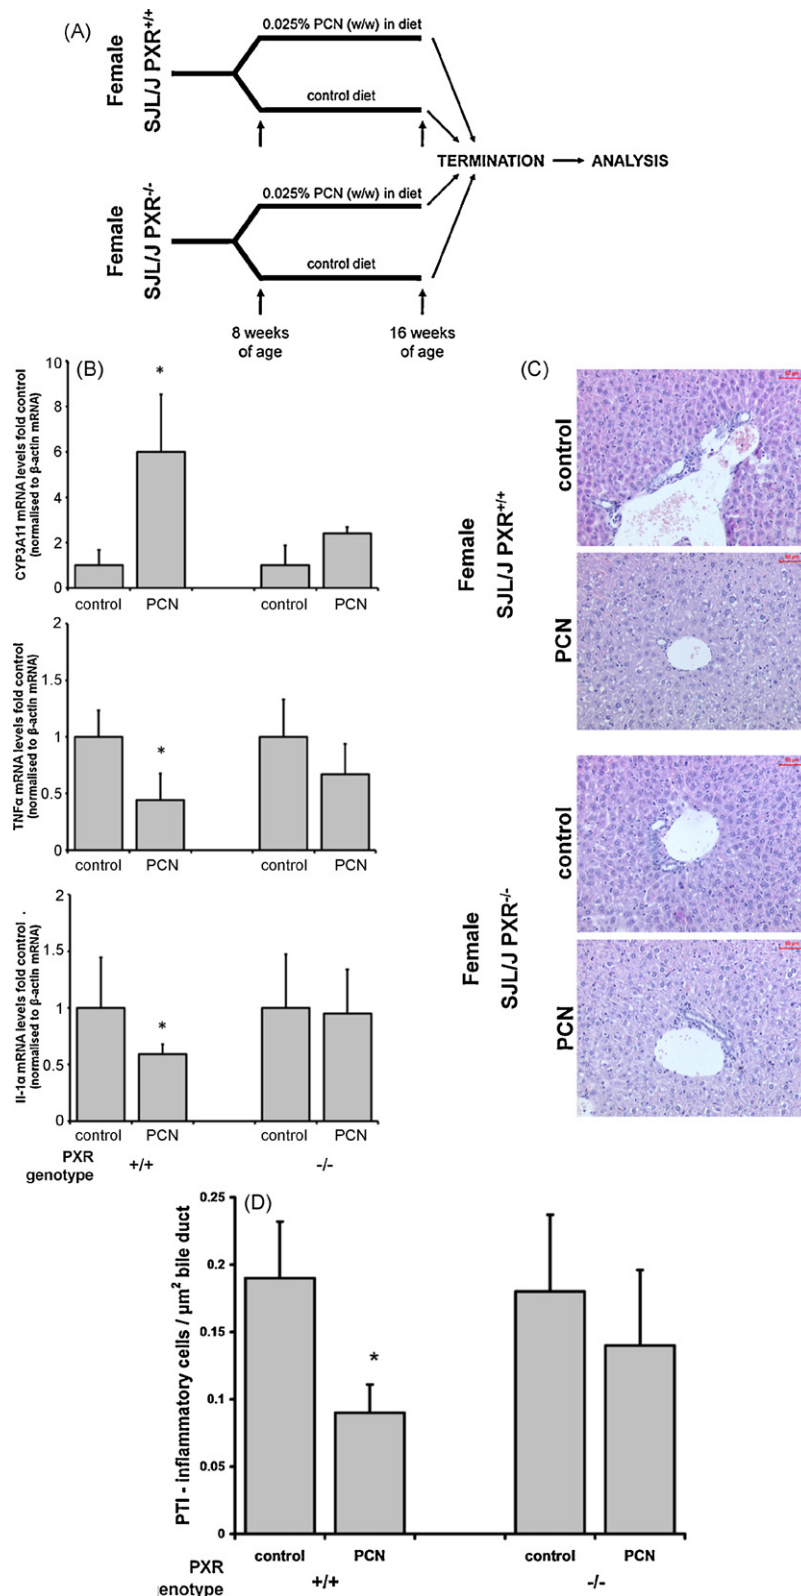 (A)
Female
SJL/J PXR+/+
0.025% PCN (w/w) in diet
control diet
TERMINATION
ANALYSIS
Female
SJL/J PXR-/-
0.025% PCN (w/w) in diet
control diet
8 weeks
of age
16 weeks
of age
(B)
CYP3A11 mRNA levels fold control
(normalised to β-actin mRNA)
10
8
6
4
2
0
*
control
PCN
control
PCN
TNFα mRNA levels fold control
(normalised to β-actin mRNA)
2
1.5
1
0.5
0
*
control
PCN
control
PCN
Il-1α mRNA levels fold control .
(normalised to β-actin mRNA)
2
1.5
1
0.5
0
*
control
PCN
control
PCN
PXR
genotype
+/+
-/-
(C)
Female
SJL/J PXR+/+
control
PCN
Female
SJL/J PXR-/-
control
PCN
(D)
PTI - inflammatory cells / µm² bile duct
0.25
0.2
0.15
0.1
0.05
0
*
control
PCN
control
PCN
PXR
genotype
+/+
-/-